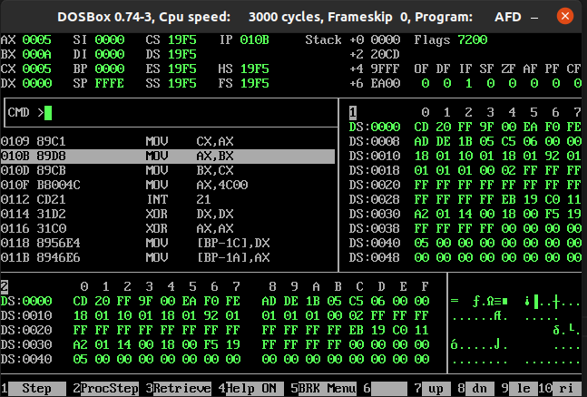 DOSBox 0.74-3, Cpu speed: 3000 cycles, Frameskip 0, Program: AFD
AX 0005 SI 0000 CS 19F5 IP 010B Stack +0 0000 Flags 7200
BX 000A DI 0000 DS 19F5 +2 20CD
CX 0005 BP 0000 ES 19F5 HS 19F5 +4 9FFF OF DF IF SF ZF AF PF CF
DX 0000 SP FFFE SS 19F5 FS 19F5 +6 EA00 0 0 1 0 0 0 0 0
CMD >
0109 89C1 MOV CX,AX
010B 89D8 MOV AX,BX
010D 89CB MOV BX,CX
010F B8004C MOV AX,4C00
0112 CD21 INT 21
0114 31D2 XOR DX,DX
0116 31C0 XOR AX,AX
0118 8956E4 MOV [BP-1C],DX
011B 8946E6 MOV [BP-1A],AX
1 0 1 2 3 4 5 6 7
DS:0000 CD 20 FF 9F 00 EA F0 FE
DS:0008 AD DE 1B 05 C5 06 00 00
DS:0010 18 01 10 01 18 01 92 01
DS:0018 01 01 01 00 02 FF FF FF
DS:0020 FF FF FF FF FF FF FF FF
DS:0028 FF FF FF FF EB 19 C0 11
DS:0030 A2 01 14 00 18 00 F5 19
DS:0038 FF FF FF FF 00 00 00 00
DS:0040 05 00 00 00 00 00 00 00
DS:0048 00 00 00 00 00 00 00 00
2 0 1 2 3 4 5 6 7 8 9 A B C D E F
DS:0000 CD 20 FF 9F 00 EA F0 FE AD DE 1B 05 C5 06 00 00
DS:0010 18 01 10 01 18 01 92 01 01 01 01 00 02 FF FF FF
DS:0020 FF FF FF FF FF FF FF FF FF FF FF FF EB 19 C0 11
DS:0030 A2 01 14 00 18 00 F5 19 FF FF FF FF 00 00 00 00
DS:0040 05 00 00 00 00 00 00 00 00 00 00 00 00 00 00 00
1 Step 2 ProcStep 3 Retrieve 4 Help ON 5 BRK Menu 6 7 up 8 dn 9 le 10 ri